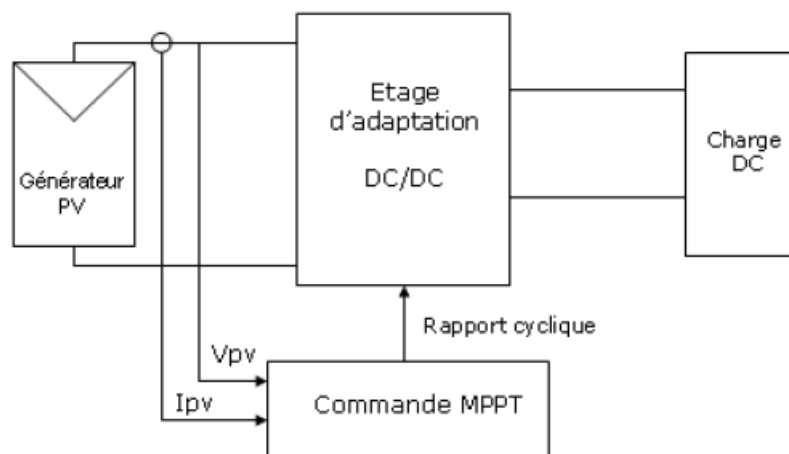 Etage
d'adaptation
DC/DC
Générateur
PV
Charge
DC
Rapport cyclique
Vpv
Ipv
Commande MPPT